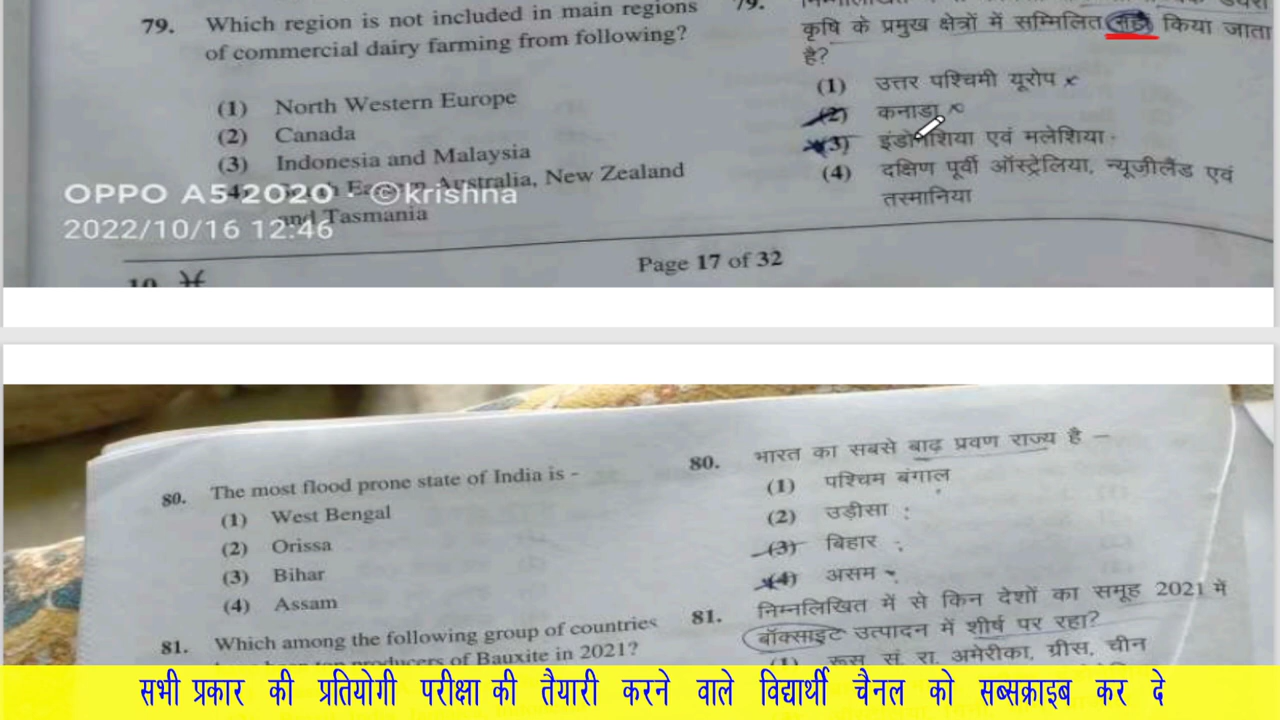 79. Which region is not included in main regions
of commercial dairy farming from following?
(1) North Western Europe
(2) Canada
(3) Indonesia and Malaysia
Australia, New Zealand
and Tasmania
OPPO A5 2020 · ©krishna
2022/10/16 12:46
79.
कृषि के प्रमुख क्षेत्रों में सम्मिलित नहीं किया जाता
है?
(1) उत्तर पश्चिमी यूरोप
(2) कनाडा
(3) इंडोनेशिया एवं मलेशिया
(4) दक्षिण पूर्वी ऑस्ट्रेलिया, न्यूजीलैंड एवं
तस्मानिया
Page 17 of 32
80. The most flood prone state of India is -
(1) West Bengal
(2) Orissa
(3) Bihar
(4) Assam
81. Which among the following group of countries
producers of Bauxite in 2021?
80. भारत का सबसे बाढ़ प्रवण राज्य है –
(1) पश्चिम बंगाल
(2) उड़ीसा
(3) बिहार
(4) असम
81. निम्नलिखित में से किन देशों का समूह 2021 में
बॉक्साइट उत्पादन में शीर्ष पर रहा?
(1) रूस, सं. रा. अमेरीका, ग्रीस, चीन
सभी प्रकार की प्रतियोगी परीक्षा की तैयारी करने वाले विद्यार्थी चैनल को सब्सक्राइब कर दे